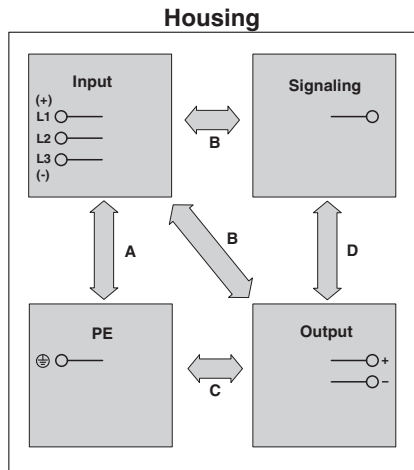 Housing
Input
(+)
L1
L2
L3
(-)
Signaling
B
A
B
D
PE
Output
+
−
C